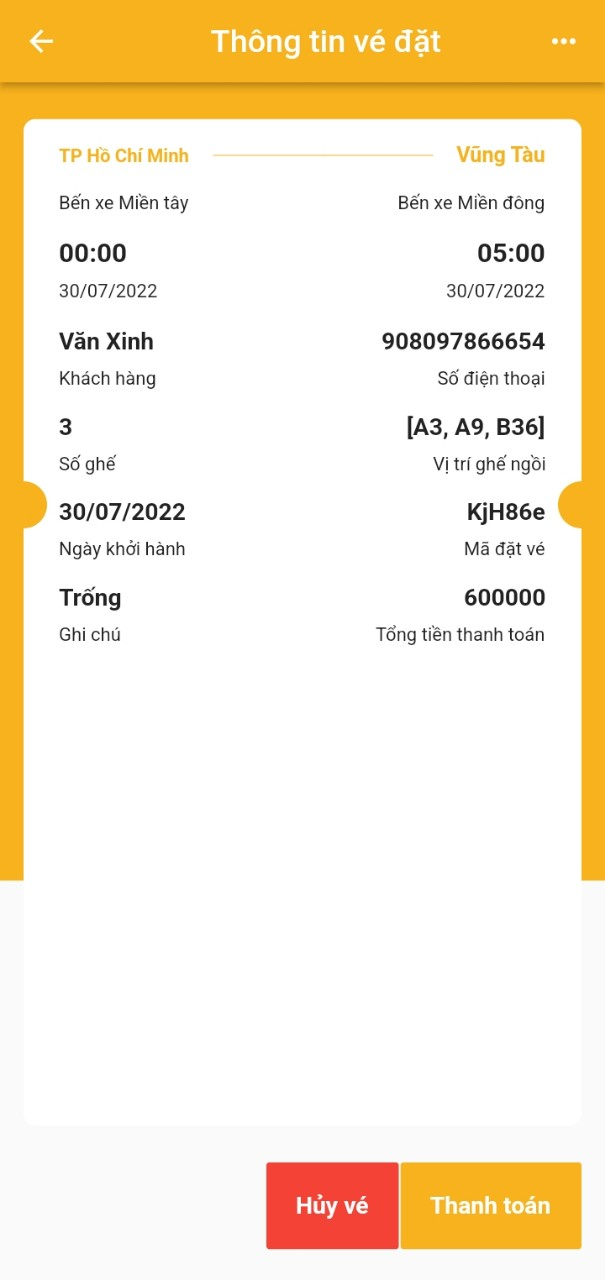 Thông tin vé đặt
TP Hồ Chí Minh Vũng Tàu
Bến xe Miền tây Bến xe Miền đông
00:00 05:00
30/07/2022 30/07/2022
Văn Xinh 908097866654
Khách hàng Số điện thoại
3 [A3, A9, B36]
Số ghế Vị trí ghế ngồi
30/07/2022 KjH86e
Ngày khởi hành Mã đặt vé
Trống 600000
Ghi chú Tổng tiền thanh toán
Hủy vé Thanh toán